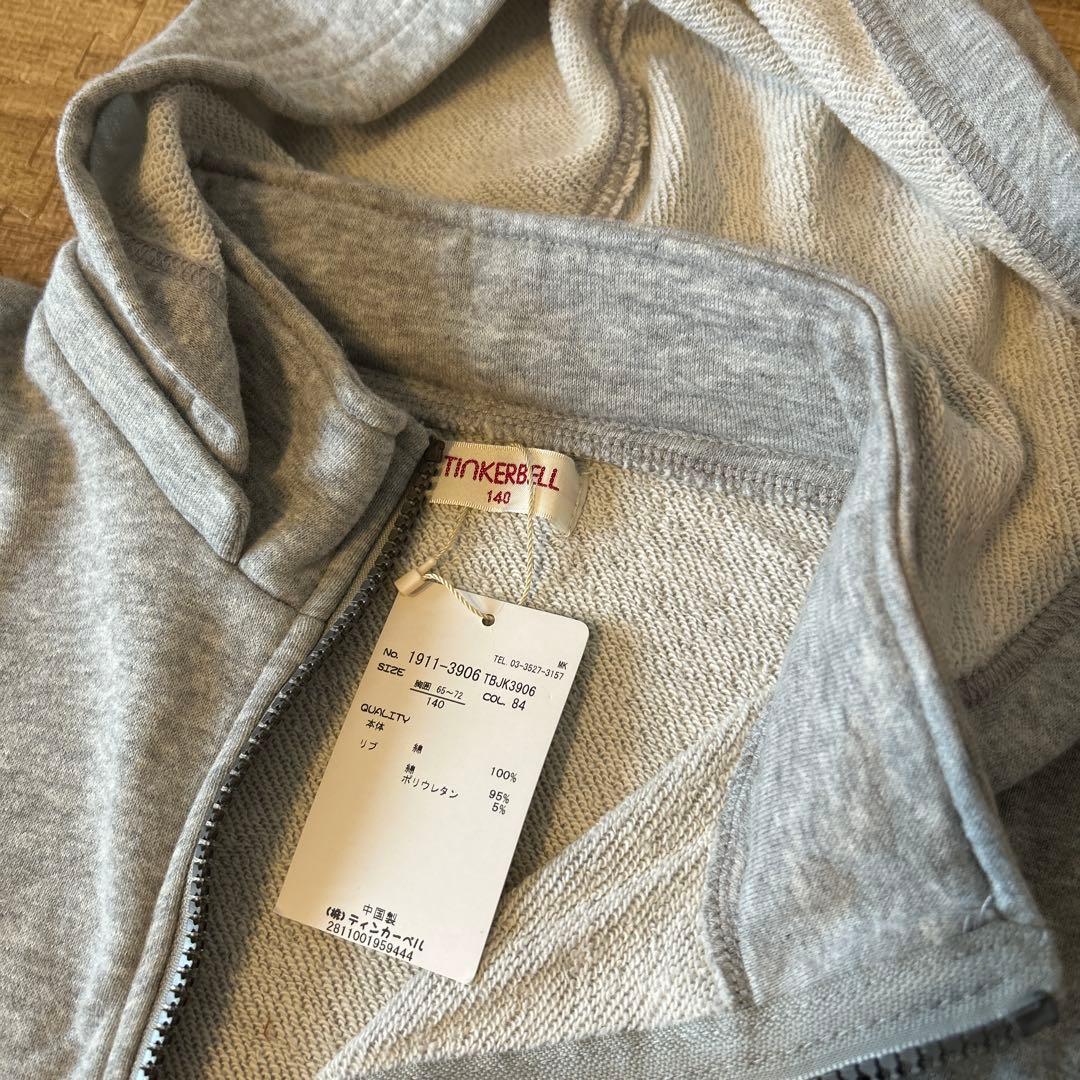 TINKERBELL
140
MK
No. 1911-3906 TEL. 03-3527-3157
SIZE TBJK3906
胸囲 65～72 COL. 84
140
QUALITY
本体
綿 100%
リブ
綿 95%
ポリウレタン 5%
中国製
(株)ティンカーベル
2811001959444